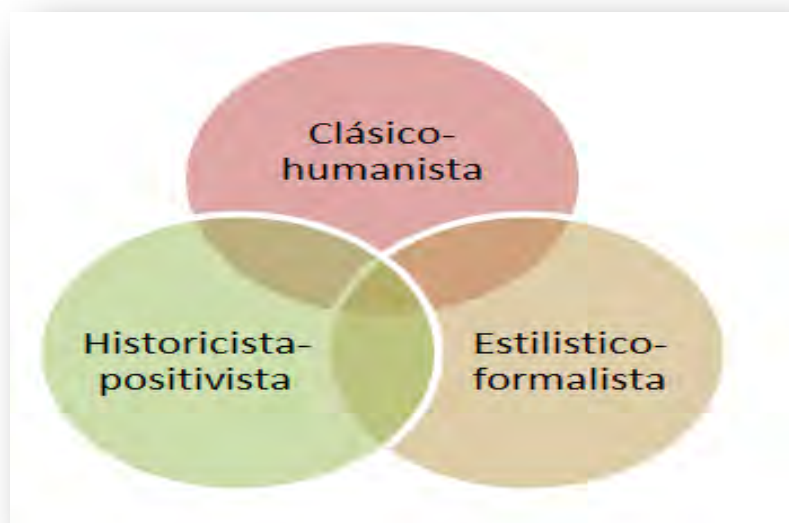 Clásico-
humanista
Historicista-
positivista
Estilistico-
formalista